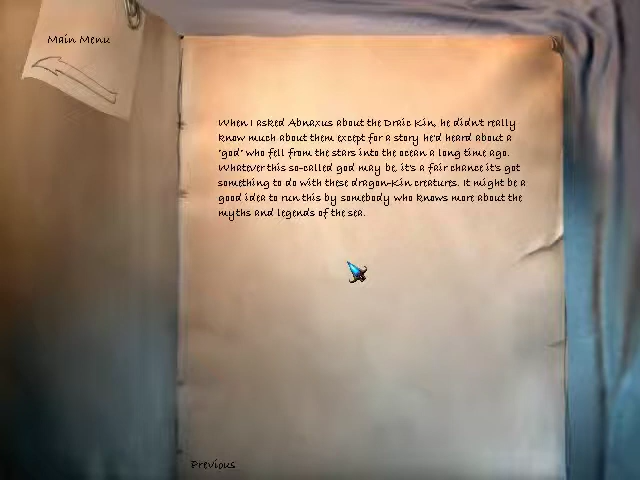 Main Menu
When I asked Abnaxus about the Draic Kin, he didn't really
know much about them except for a story he'd heard about a
"god" who fell from the stars into the ocean a long time ago.
Whatever this so-called god may be, it's a fair chance it's got
something to do with these dragon-kin creatures. It might be a
good idea to run this by somebody who knows more about the
myths and legends of the sea.
Previous